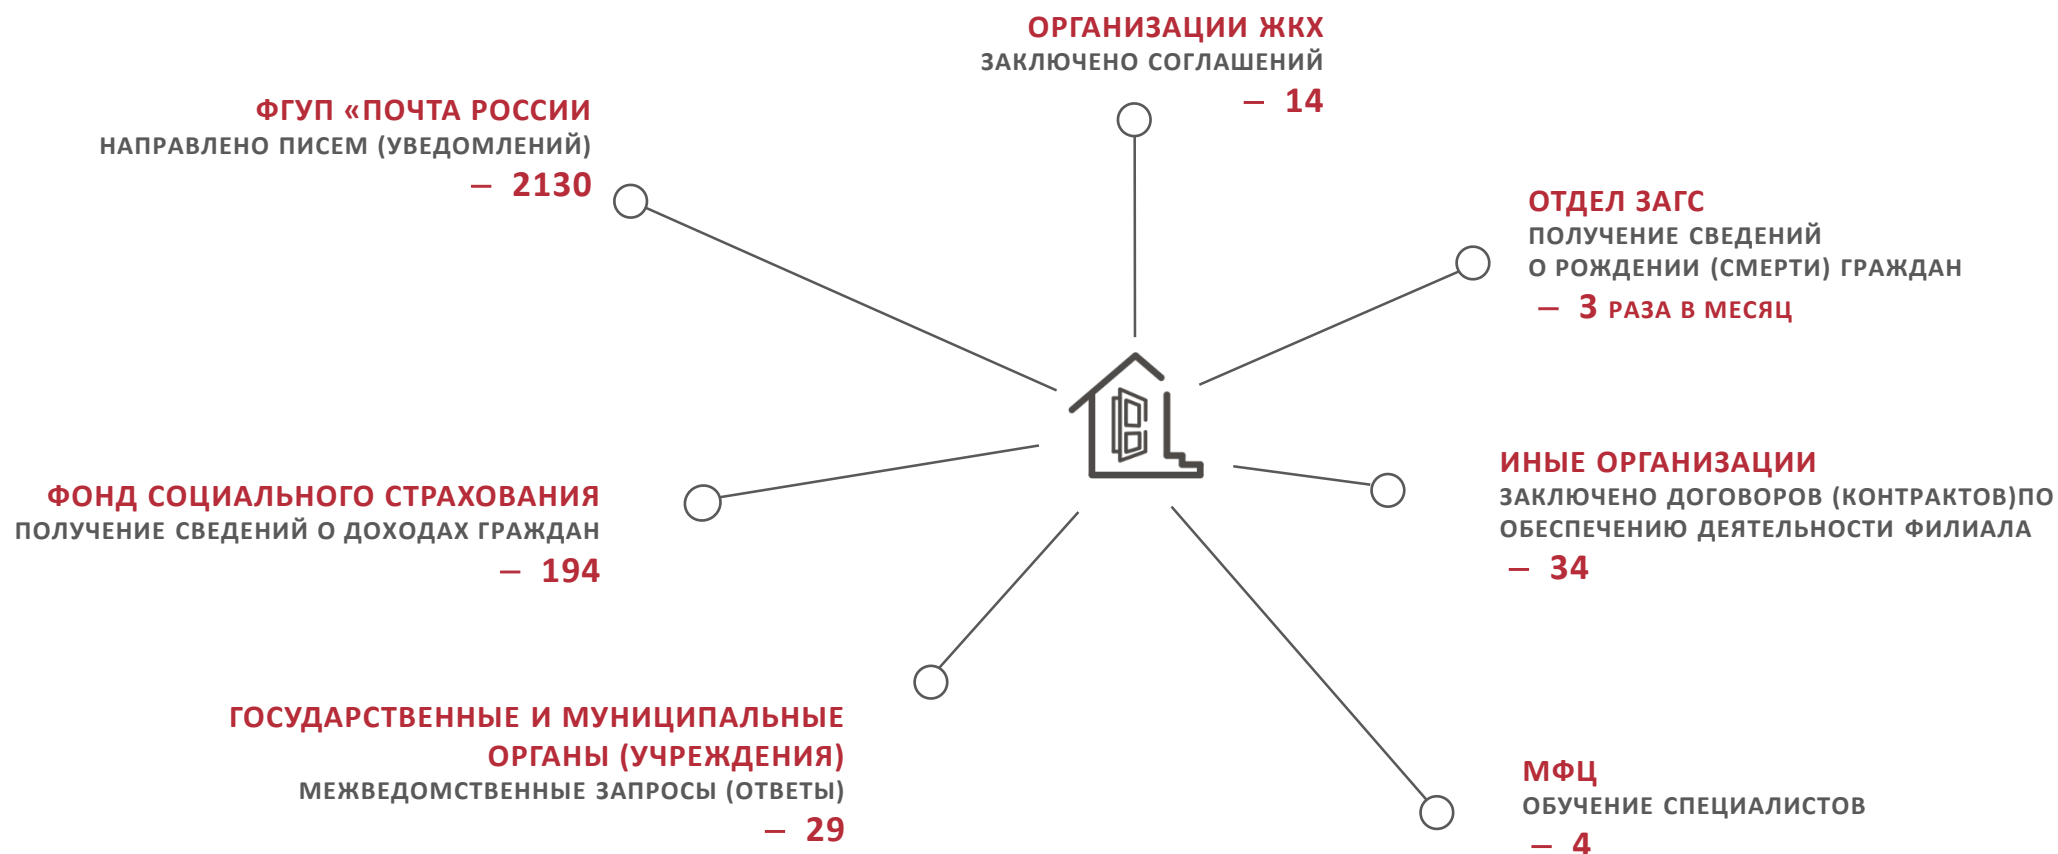 ОРГАНИЗАЦИИ ЖКХ
ЗАКЛЮЧЕНО СОГЛАШЕНИЙ
– 14
ФГУП «ПОЧТА РОССИИ
НАПРАВЛЕНО ПИСЕМ (УВЕДОМЛЕНИЙ)
– 2130
ОТДЕЛ ЗАГС
ПОЛУЧЕНИЕ СВЕДЕНИЙ
О РОЖДЕНИИ (СМЕРТИ) ГРАЖДАН
– 3 РАЗА В МЕСЯЦ
ФОНД СОЦИАЛЬНОГО СТРАХОВАНИЯ
ПОЛУЧЕНИЕ СВЕДЕНИЙ О ДОХОДАХ ГРАЖДАН
– 194
ИНЫЕ ОРГАНИЗАЦИИ
ЗАКЛЮЧЕНО ДОГОВОРОВ (КОНТРАКТОВ)ПО
ОБЕСПЕЧЕНИЮ ДЕЯТЕЛЬНОСТИ ФИЛИАЛА
– 34
ГОСУДАРСТВЕННЫЕ И МУНИЦИПАЛЬНЫЕ
ОРГАНЫ (УЧРЕЖДЕНИЯ)
МЕЖВЕДОМСТВЕННЫЕ ЗАПРОСЫ (ОТВЕТЫ)
– 29
МФЦ
ОБУЧЕНИЕ СПЕЦИАЛИСТОВ
– 4